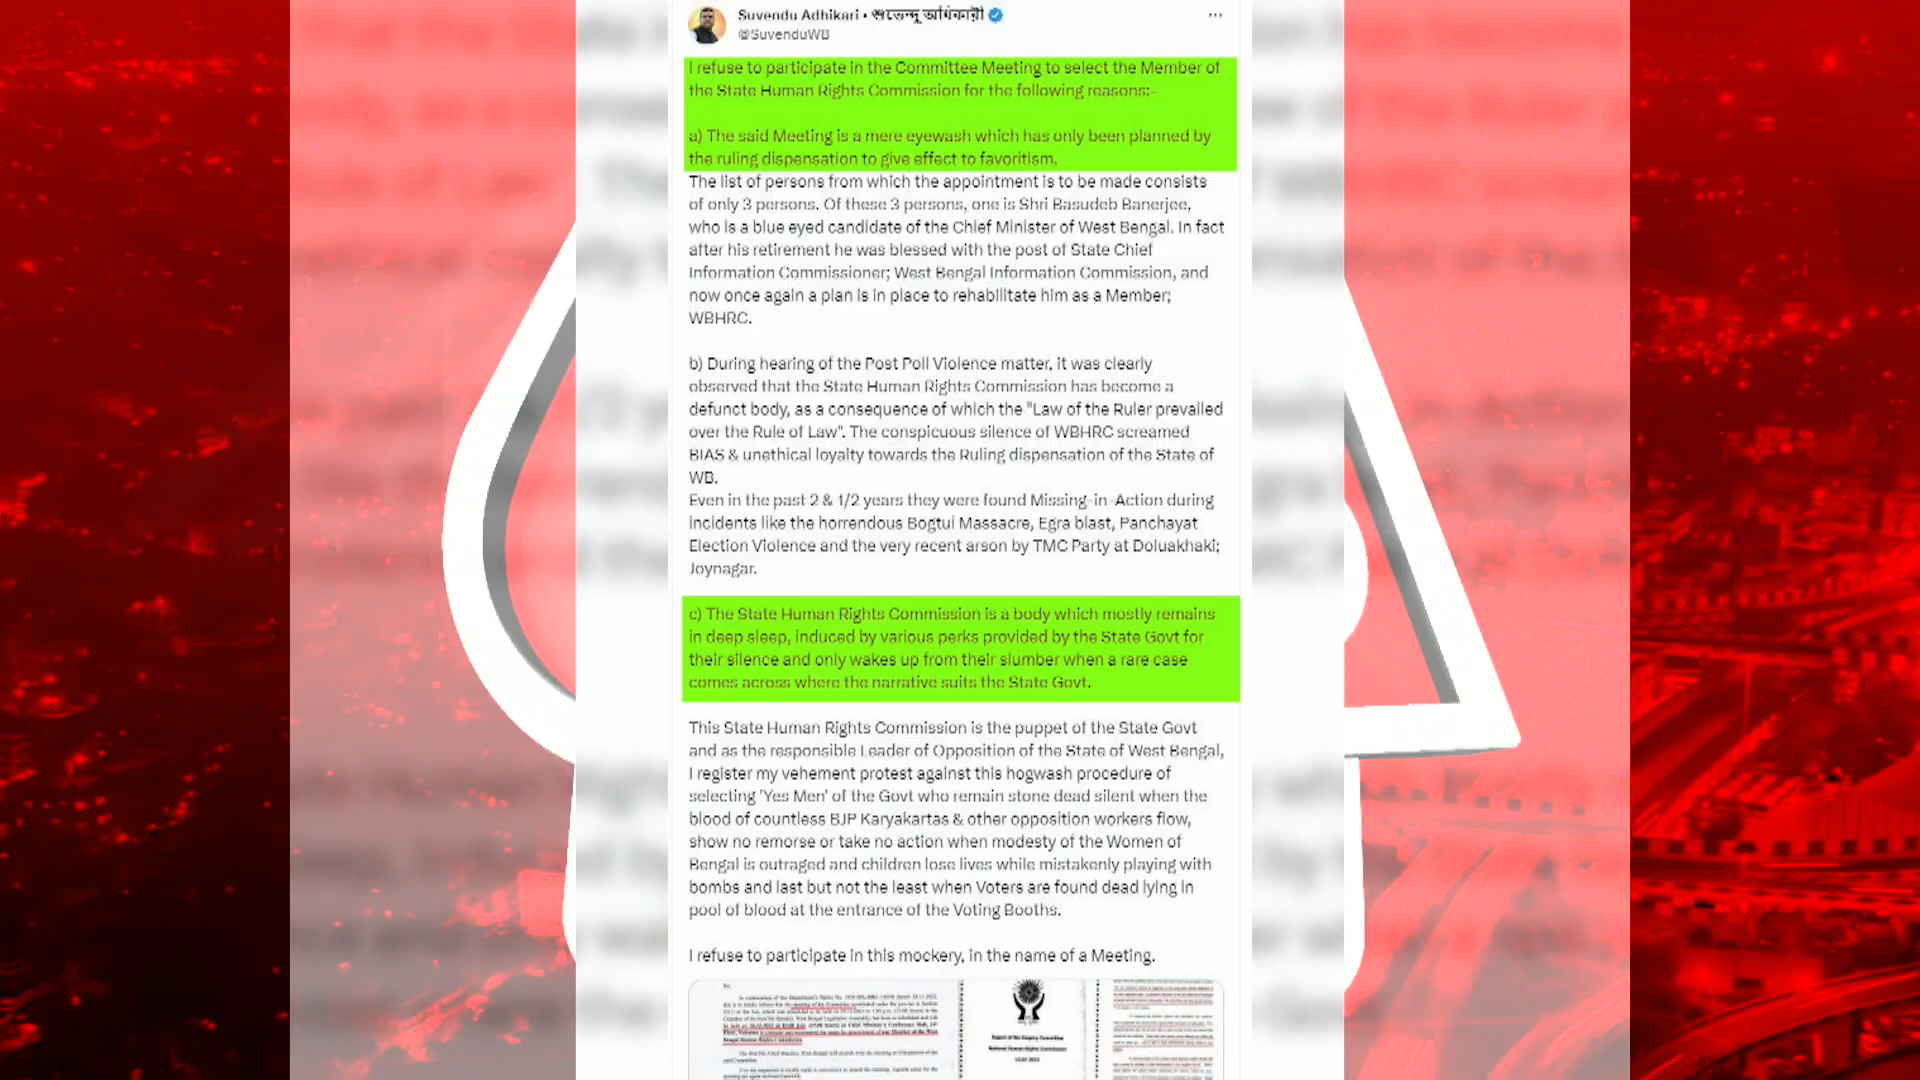 Suvendu Adhikari • শুভেন্দু অধিকারী
@SuvenduWB
I refuse to participate in the Committee Meeting to select the Member of
the State Human Rights Commission for the following reasons:-
a) The said Meeting is a mere eyewash which has only been planned by
the ruling dispensation to give effect to favoritism.
The list of persons from which the appointment is to be made consists
of only 3 persons. Of these 3 persons, one is Shri Basudeb Banerjee,
who is a blue eyed candidate of the Chief Minister of West Bengal. In fact
after his retirement he was blessed with the post of State Chief
Information Commissioner; West Bengal Information Commission, and
now once again a plan is in place to rehabilitate him as a Member;
WBHRC.
b) During hearing of the Post Poll Violence matter, it was clearly
observed that the State Human Rights Commission has become a
defunct body, as a consequence of which the "Law of the Ruler prevailed
over the Rule of Law". The conspicuous silence of WBHRC screamed
BIAS & unethical loyalty towards the Ruling dispensation of the State of
WB.
Even in the past 2 & 1/2 years they were found Missing-in-Action during
incidents like the horrendous Bogtui Massacre, Egra blast, Panchayat
Election Violence and the very recent arson by TMC Party at Doluakhaki;
Joynagar.
c) The State Human Rights Commission is a body which mostly remains
in deep sleep, induced by various perks provided by the State Govt for
their silence and only wakes up from their slumber when a rare case
comes across where the narrative suits the State Govt.
This State Human Rights Commission is the puppet of the State Govt
and as the responsible Leader of Opposition of the State of West Bengal,
I register my vehement protest against this hogwash procedure of
selecting 'Yes Men' of the Govt who remain stone dead silent when the
blood of countless BJP Karyakartas & other opposition workers flow,
show no remorse or take no action when modesty of the Women of
Bengal is outraged and children lose lives while mistakenly playing with
bombs and last but not the least when Voters are found dead lying in
pool of blood at the entrance of the Voting Booths.
I refuse to participate in this mockery, in the name of a Meeting.
Report of the Enquiry Committee
National Human Rights Commission